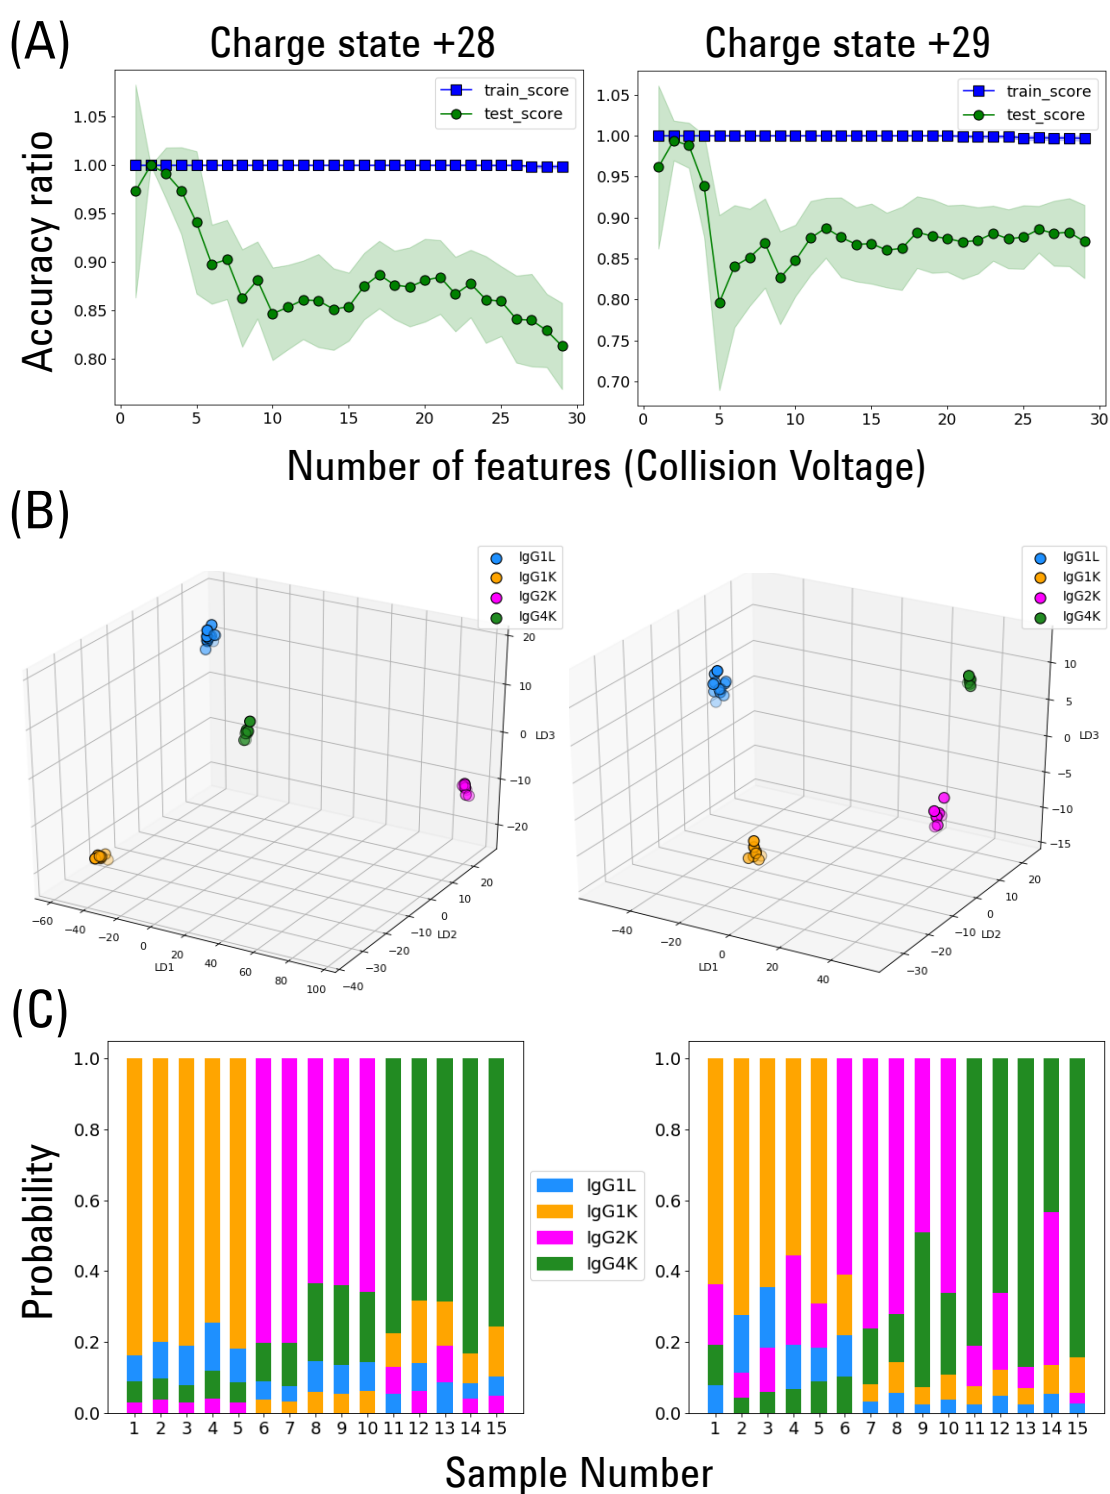 (A)
Charge state +28
Charge state +29
train_score
test_score
train_score
test_score
Accuracy ratio
1.05
1.00
0.95
0.90
0.85
0.80
0 5 10 15 20 25 30
1.05
1.00
0.95
0.90
0.85
0.80
0.75
0.70
0 5 10 15 20 25 30
Number of features (Collision Voltage)
(B)
IgG1L
IgG1K
IgG2K
IgG4K
20
10
0
−10
−20
LD3
−60 −40 −20 0 20 40 60 80 100
LD1
−40 −30 −20 −10 0 10 20
LD2
IgG1L
IgG1K
IgG2K
IgG4K
10
5
0
−5
−10
−15
LD3
−40 −20 0 20 40
LD1
−30 −20 −10 0 10 20
LD2
(C)
Probability
1.0
0.8
0.6
0.4
0.2
0.0
1 2 3 4 5 6 7 8 9 10 11 12 13 14 15
IgG1L
IgG1K
IgG2K
IgG4K
1.0
0.8
0.6
0.4
0.2
0.0
1 2 3 4 5 6 7 8 9 10 11 12 13 14 15
Sample Number